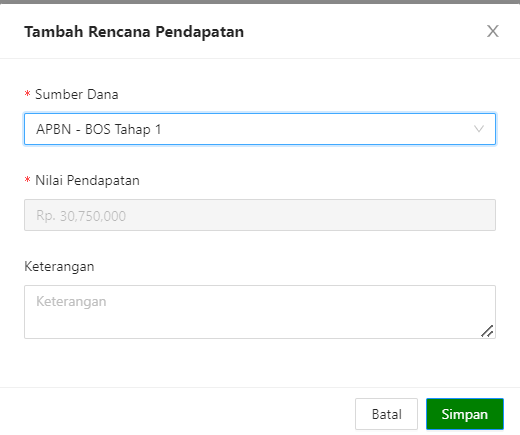 Tambah Rencana Pendapatan
* Sumber Dana
APBN - BOS Tahap 1
* Nilai Pendapatan
Rp. 30,750,000
Keterangan
Keterangan
Batal Simpan